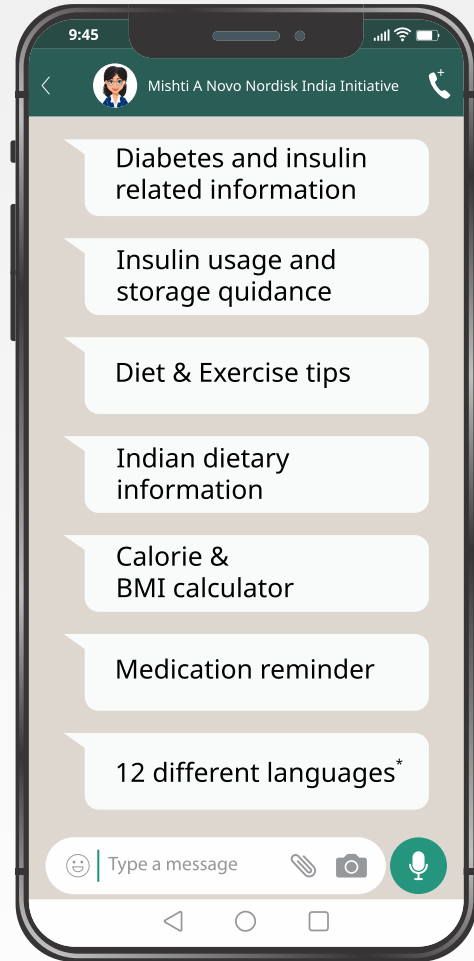 9:45
Mishti A Novo Nordisk India Initiative
Diabetes and insulin
related information
Insulin usage and
storage quidance
Diet & Exercise tips
Indian dietary
information
Calorie &
BMI calculator
Medication reminder
12 different languages*
Type a message